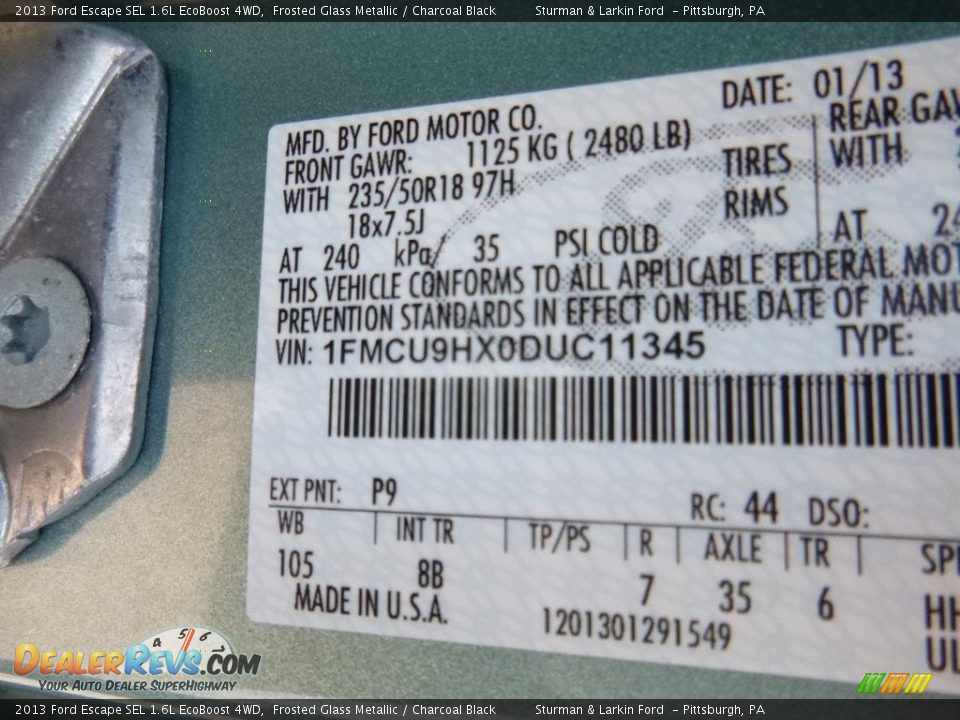 2013 Ford Escape SEL 1.6L EcoBoost 4WD, Frosted Glass Metallic / Charcoal Black Sturman & Larkin Ford - Pittsburgh, PA
MFD. BY FORD MOTOR CO. DATE: 01/13
FRONT GAWR: 1125 KG ( 2480 LB) REAR
WITH 235/50R18 97H TIRES WITH
18x7.5J RIMS
AT 240 kPa/ 35 PSI COLD AT
THIS VEHICLE CONFORMS TO ALL APPLICABLE FEDERAL
PREVENTION STANDARDS IN EFFECT ON THE DATE OF
VIN: 1FMCU9HX0DUC11345 TYPE:
EXT PNT: P9 RC: 44 DSO:
WB INT TR TP/PS R AXLE TR
105 8B 7 35 6
MADE IN U.S.A. 1201301291549
4 5 6
DEALERREVS.COM
YOUR AUTO DEALER SUPERHIGHWAY
2013 Ford Escape SEL 1.6L EcoBoost 4WD, Frosted Glass Metallic / Charcoal Black Sturman & Larkin Ford - Pittsburgh, PA